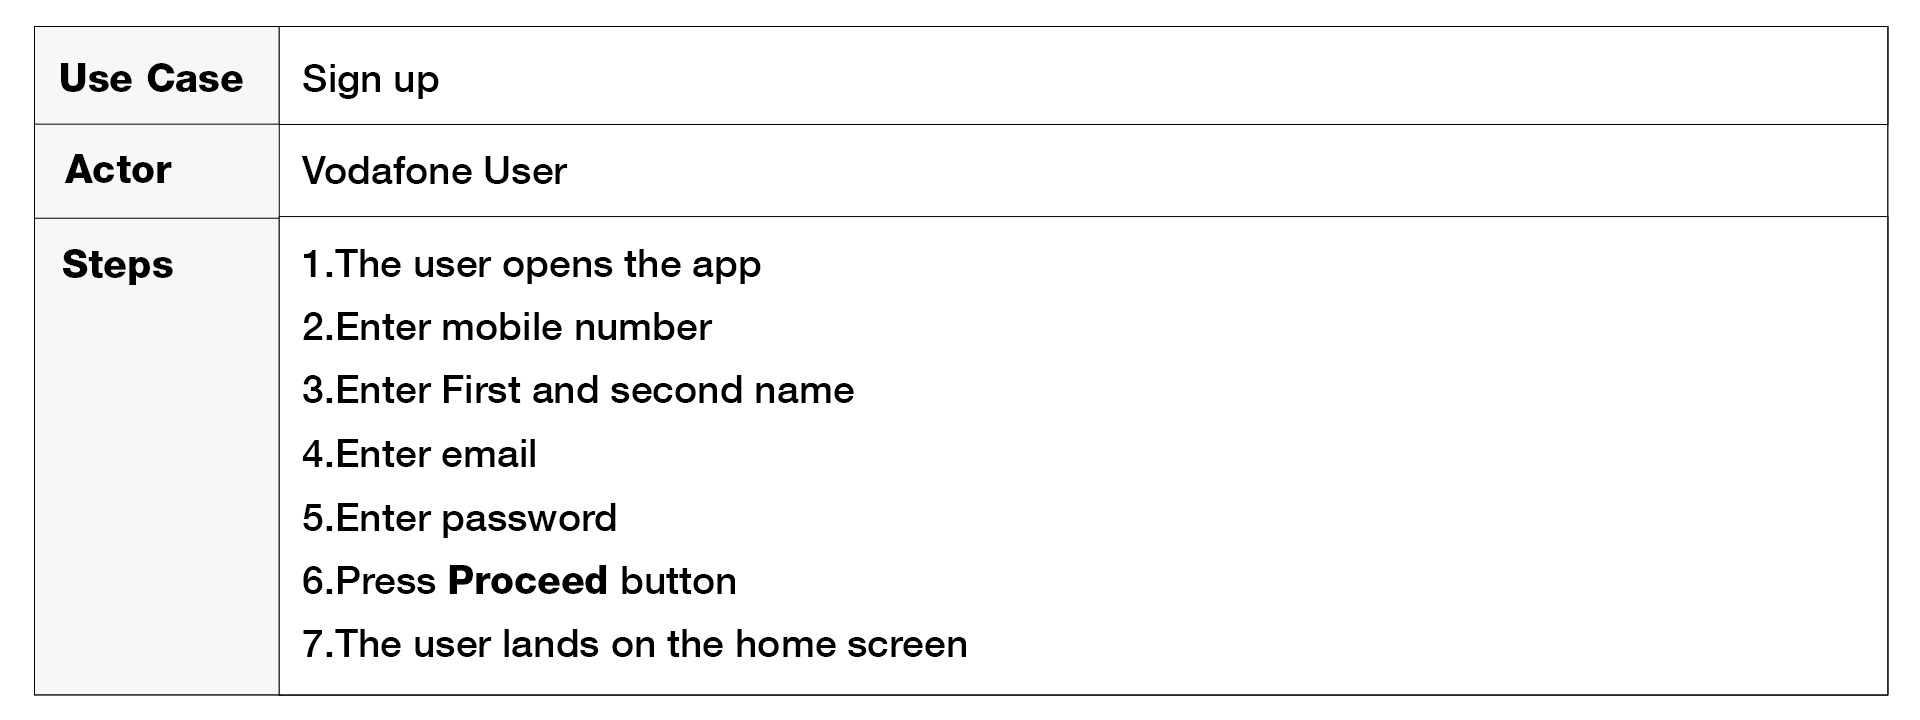 Use Case
Sign up
Actor
Vodafone User
Steps
1.The user opens the app
2.Enter mobile number
3.Enter First and second name
4.Enter email
5.Enter password
6.Press Proceed button
7.The user lands on the home screen